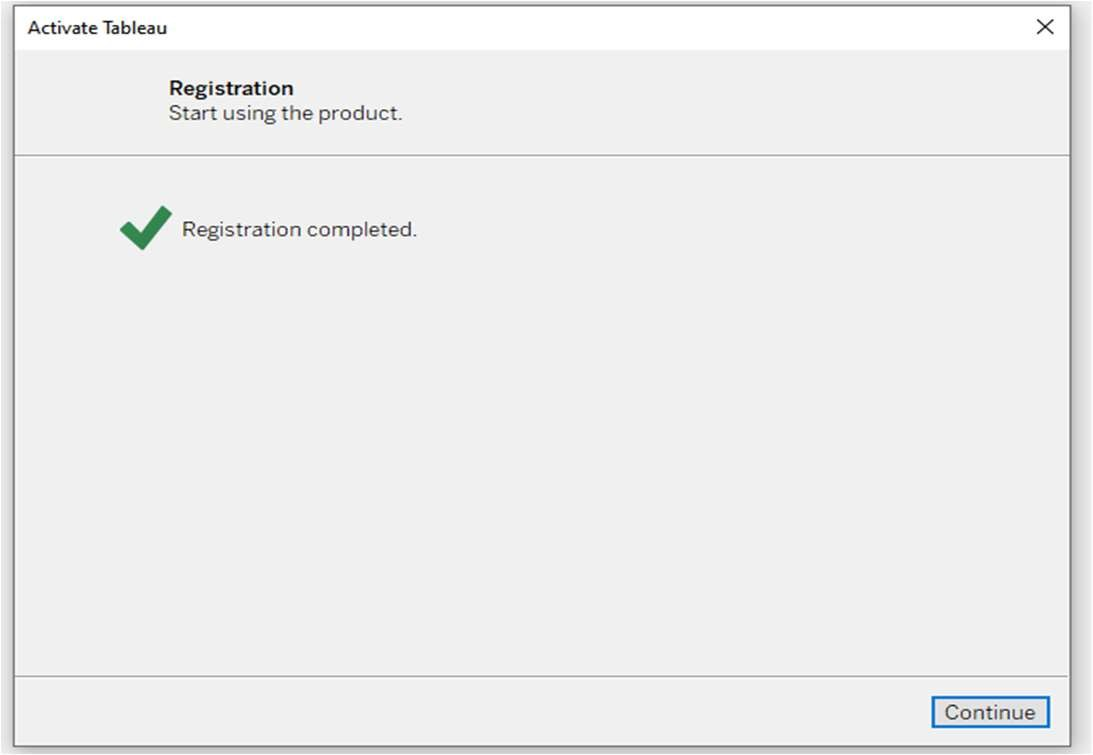 Activate Tableau
Registration
Start using the product.
Registration completed.
Continue